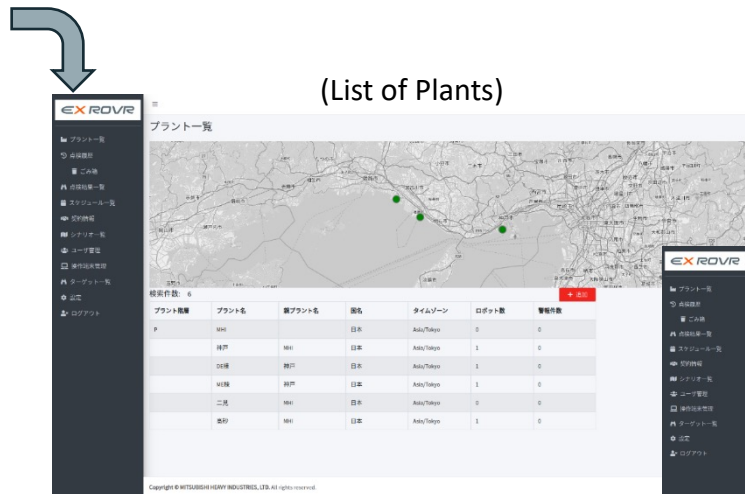 (List of Plants)
EX ROVR
プラント一覧
点検履歴
ごみ箱
点検結果一覧
スケジュール一覧
契約情報
シナリオ一覧
ユーザ管理
操作端末管理
ターゲット一覧
設定
ログアウト
プラント一覧
検索件数: 6
+ 追加
プラント階層 プラント名 親プラント名 国名 タイムゾーン ロボット数 警報件数
P MHI 日本 Asia/Tokyo 0 0
神戸 MHI 日本 Asia/Tokyo 1 0
DE棟 神戸 日本 Asia/Tokyo 1 0
ME棟 神戸 日本 Asia/Tokyo 1 0
二見 MHI 日本 Asia/Tokyo 0 0
高砂 MHI 日本 Asia/Tokyo 1 0
Copyright © MITSUBISHI HEAVY INDUSTRIES, LTD. All rights reserved.
EX ROVR
プラント一覧
点検履歴
ごみ箱
点検結果一覧
スケジュール一覧
契約情報
シナリオ一覧
ユーザ管理
操作端末管理
ターゲット一覧
設定
ログアウト